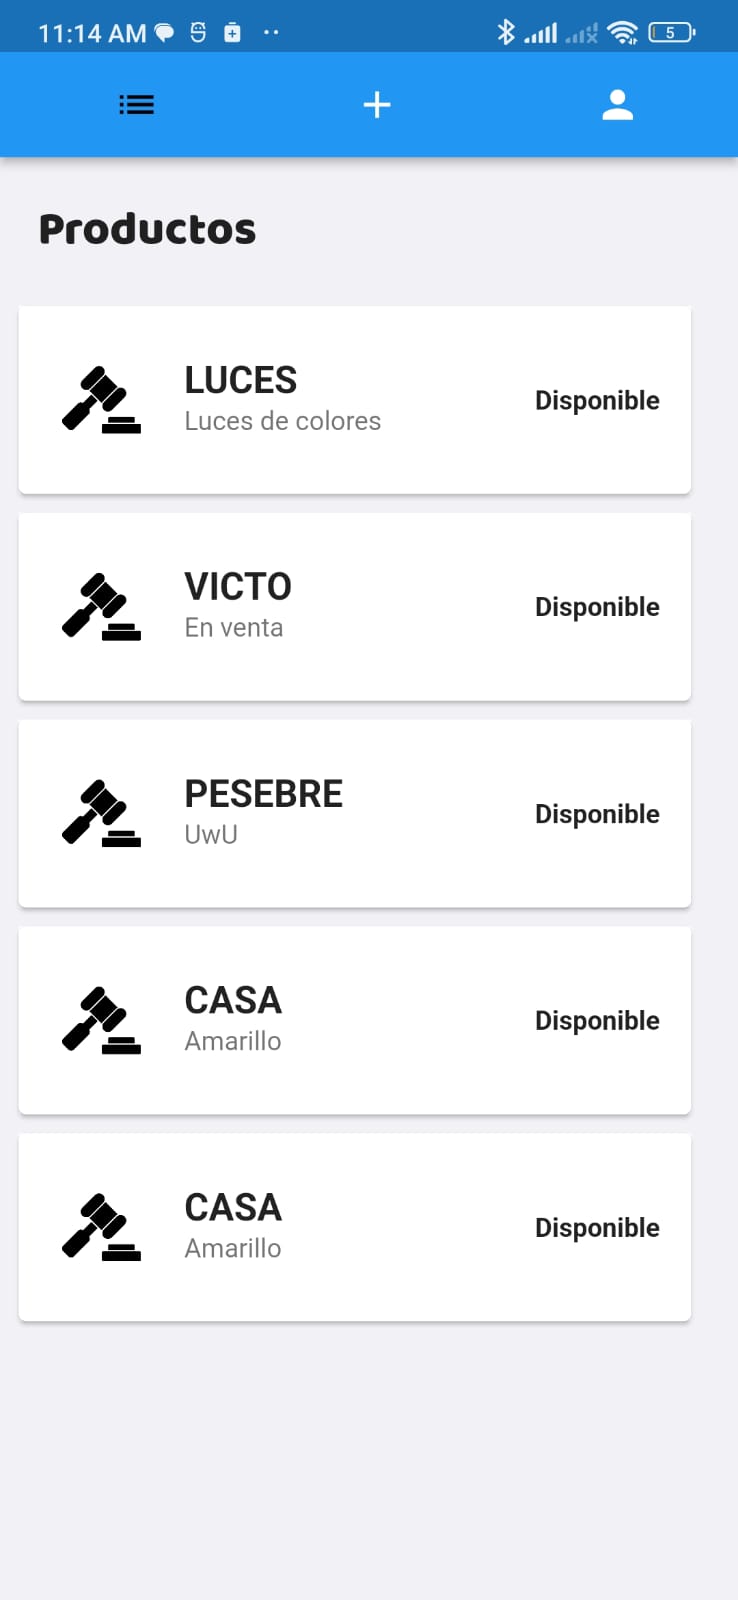 11:14 AM
5
Productos
LUCES
Luces de colores
Disponible
VICTO
En venta
Disponible
PESEBRE
UwU
Disponible
CASA
Amarillo
Disponible
CASA
Amarillo
Disponible